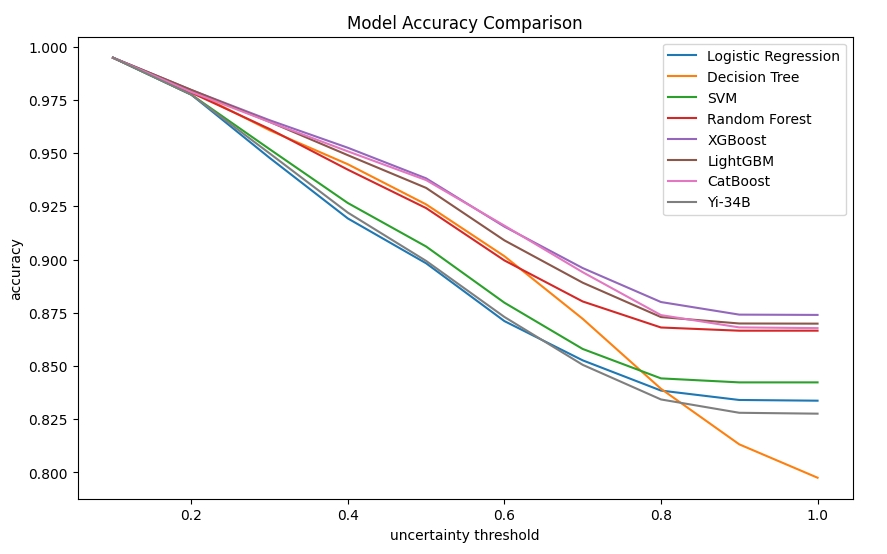 Model Accuracy Comparison
1.000
0.975
0.950
0.925
0.900
0.875
0.850
0.825
0.800
accuracy
Logistic Regression
Decision Tree
SVM
Random Forest
XGBoost
LightGBM
CatBoost
Yi-34B
0.2 0.4 0.6 0.8 1.0
uncertainty threshold